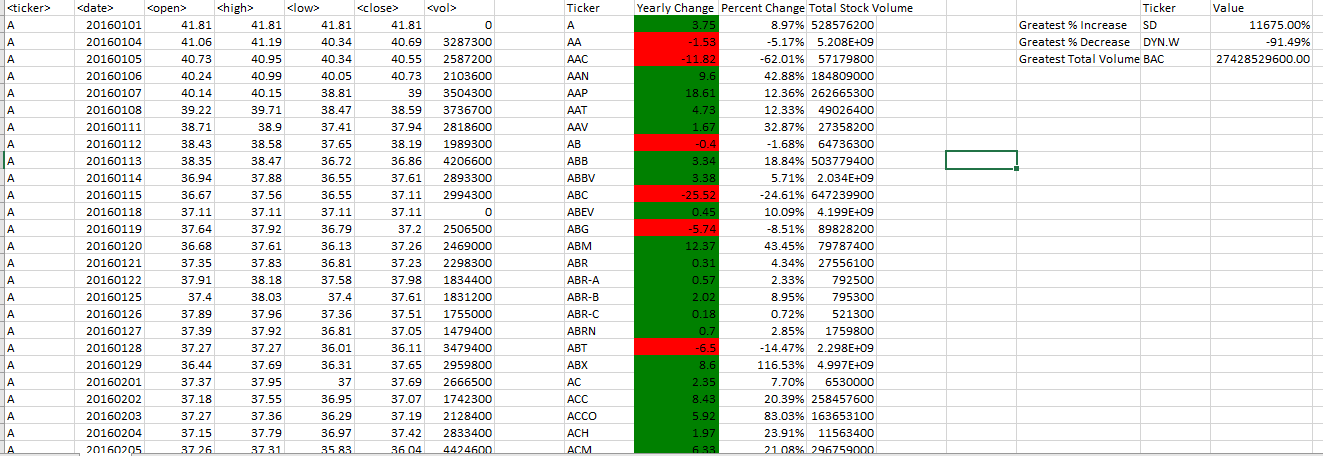 <ticker> <date> <open> <high> <low> <close> <vol> Ticker Yearly Change Percent Change Total Stock Volume Ticker Value
A 20160101 41.81 41.81 41.81 41.81 0 A 3.75 8.97% 528576200 Greatest % Increase SD 11675.00%
A 20160104 41.06 41.19 40.34 40.69 3287300 AA -1.53 -5.17% 5.208E+09 Greatest % Decrease DYN.W -91.49%
A 20160105 40.73 40.95 40.34 40.55 2587200 AAC -11.82 -62.01% 57179800 Greatest Total Volume BAC 27428529600.00
A 20160106 40.24 40.99 40.05 40.73 2103600 AAN 9.6 42.88% 184809000
A 20160107 40.14 40.15 38.81 39 3504300 AAP 18.61 12.36% 262665300
A 20160108 39.22 39.71 38.47 38.59 3736700 AAT 4.73 12.33% 49026400
A 20160111 38.71 38.9 37.41 37.94 2818600 AAV 1.67 32.87% 27358200
A 20160112 38.43 38.58 37.65 38.19 1989300 AB -0.4 -1.68% 64736300
A 20160113 38.35 38.47 36.72 36.86 4206600 ABB 3.34 18.84% 503779400
A 20160114 36.94 37.88 36.55 37.61 2893300 ABBV 3.38 5.71% 2.034E+09
A 20160115 36.67 37.56 36.55 37.11 2994300 ABC -25.52 -24.61% 647239900
A 20160118 37.11 37.11 37.11 37.11 0 ABEV 0.45 10.09% 4.199E+09
A 20160119 37.64 37.92 36.79 37.2 2506500 ABG -5.74 -8.51% 89828200
A 20160120 36.68 37.61 36.13 37.26 2469000 ABM 12.37 43.45% 79787400
A 20160121 37.35 37.83 36.81 37.23 2298300 ABR 0.31 4.34% 27556100
A 20160122 37.91 38.18 37.58 37.98 1834400 ABR-A 0.57 2.33% 792500
A 20160125 37.4 38.03 37.4 37.61 1831200 ABR-B 2.02 8.95% 795300
A 20160126 37.89 37.96 37.36 37.51 1755000 ABR-C 0.18 0.72% 521300
A 20160127 37.39 37.92 36.81 37.05 1479400 ABRN 0.7 2.85% 1759800
A 20160128 37.27 37.27 36.01 36.11 3479400 ABT -6.5 -14.47% 2.298E+09
A 20160129 36.44 37.69 36.31 37.65 2959800 ABX 8.6 116.53% 4.997E+09
A 20160201 37.37 37.95 37 37.69 2666500 AC 2.35 7.70% 6530000
A 20160202 37.18 37.55 36.95 37.07 1742300 ACC 8.43 20.39% 258457600
A 20160203 37.27 37.36 36.29 37.19 2128400 ACCO 5.92 83.03% 163653100
A 20160204 37.15 37.79 36.97 37.42 2833400 ACH 1.97 23.91% 11563400
A 20160205 37.26 37.31 35.83 36.04 4424600 ACM 6.33 21.08% 296759000